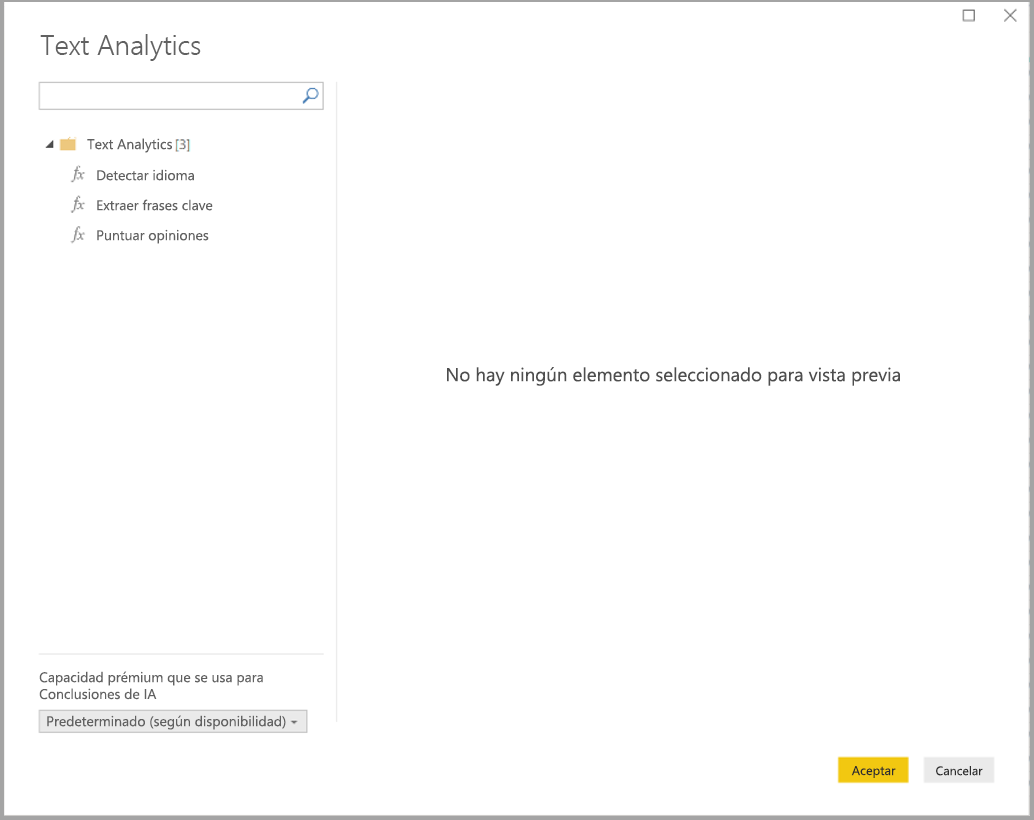 Text Analytics
Text Analytics [3]
fx Detectar idioma
fx Extraer frases clave
fx Puntuar opiniones
No hay ningún elemento seleccionado para vista previa
Capacidad prémium que se usa para
Conclusiones de IA
Predeterminado (según disponibilidad)
Aceptar
Cancelar